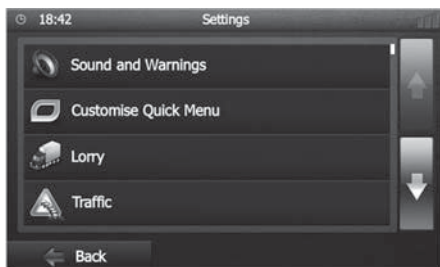 18:42 Settings
Sound and Warnings
Customise Quick Menu
Lorry
Traffic
Back